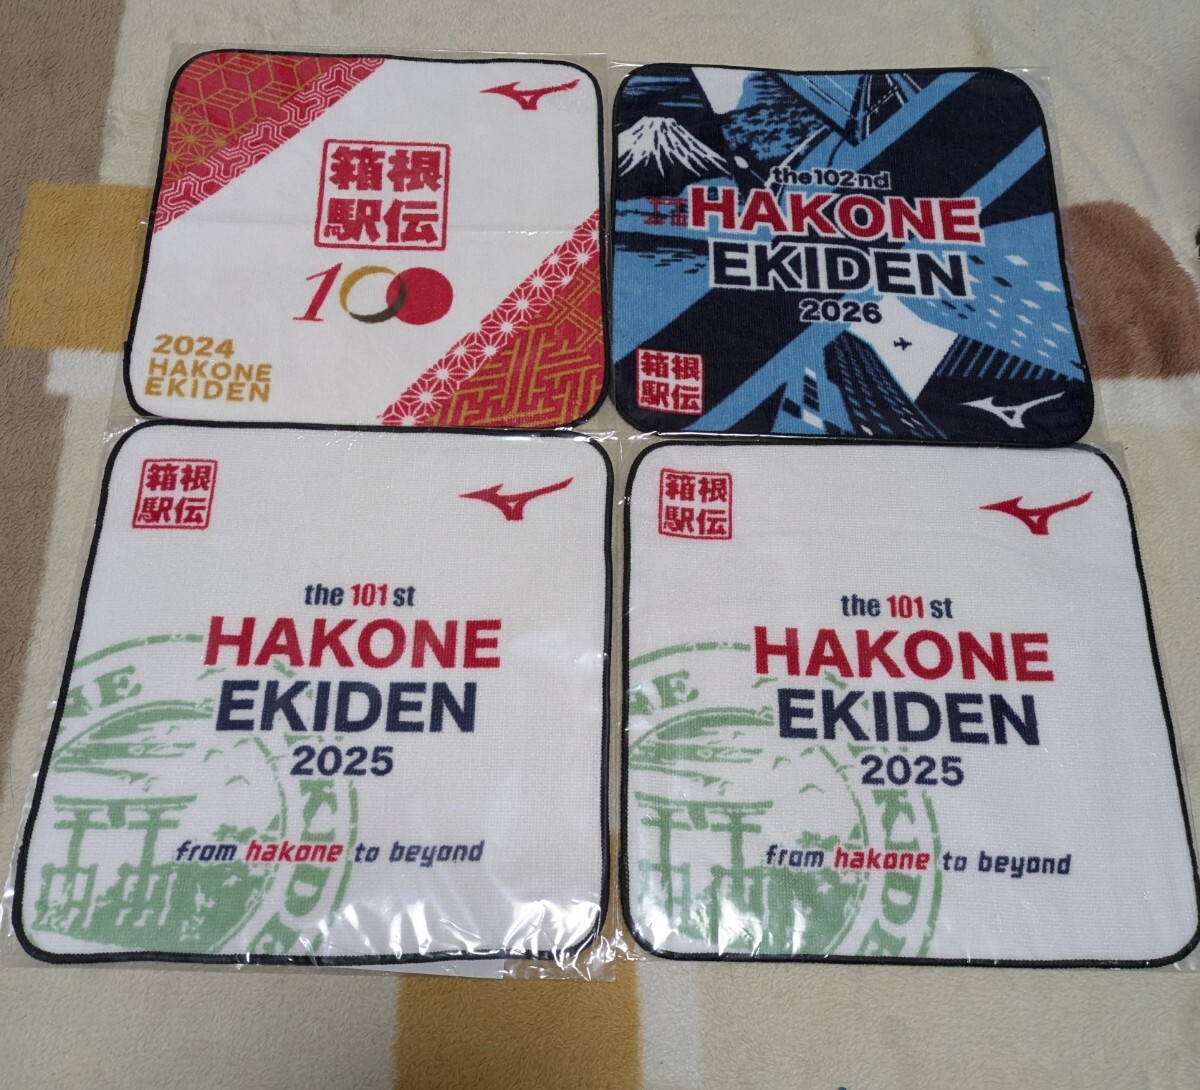 箱根
駅伝
100
2024
HAKONE
EKIDEN
the 102nd
HAKONE
EKIDEN
2026
箱根
駅伝
箱根
駅伝
the 101st
HAKONE
EKIDEN
2025
from hakone to beyond
箱根
駅伝
the 101st
HAKONE
EKIDEN
2025
from hakone to beyond